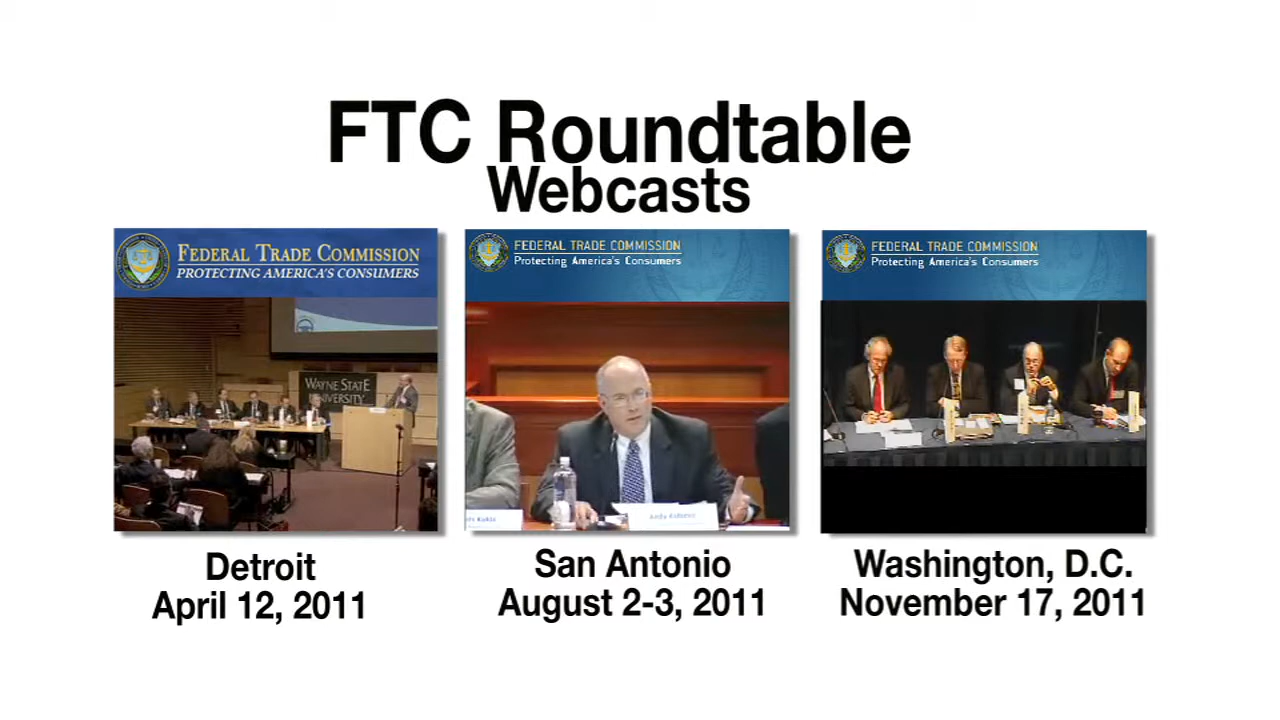 FTC Roundtable
Webcasts
FEDERAL TRADE COMMISSION
PROTECTING AMERICA'S CONSUMERS
WAYNE STATE
UNIVERSITY
Detroit
April 12, 2011
FEDERAL TRADE COMMISSION
Protecting America's Consumers
San Antonio
August 2-3, 2011
FEDERAL TRADE COMMISSION
Protecting America's Consumers
Washington, D.C.
November 17, 2011